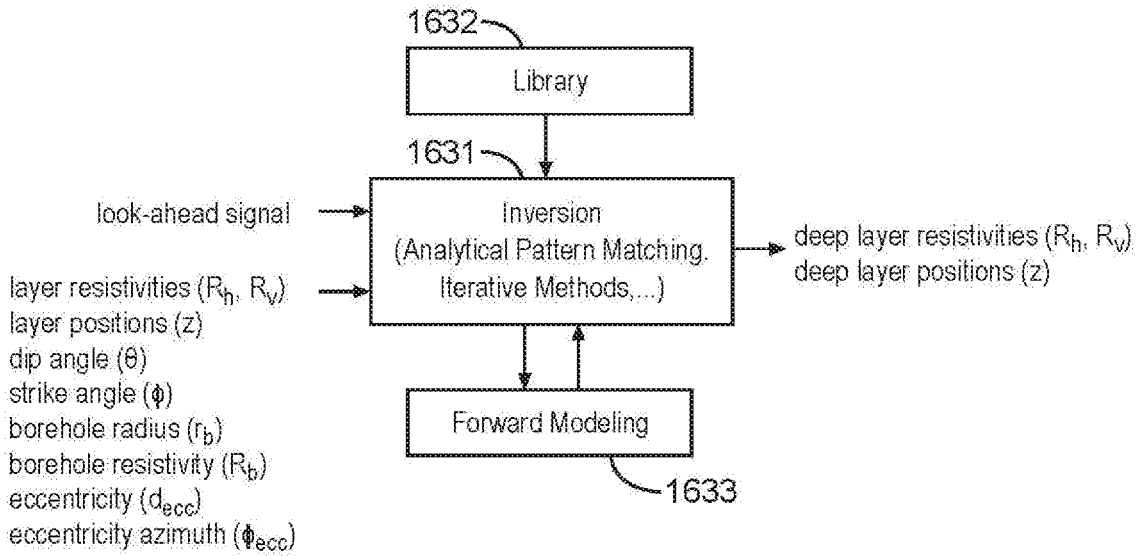 1632
Library
1631
Inversion
(Analytical Pattern Matching.
Iterative Methods,...)
look-ahead signal
layer resistivities (Rh, Rv)
layer positions (z)
dip angle (θ)
strike angle (ϕ)
borehole radius (rb)
borehole resistivity (Rb)
eccentricity (decc)
eccentricity azimuth (ϕecc)
deep layer resistivities (Rh, Rv)
deep layer positions (z)
Forward Modeling
1633